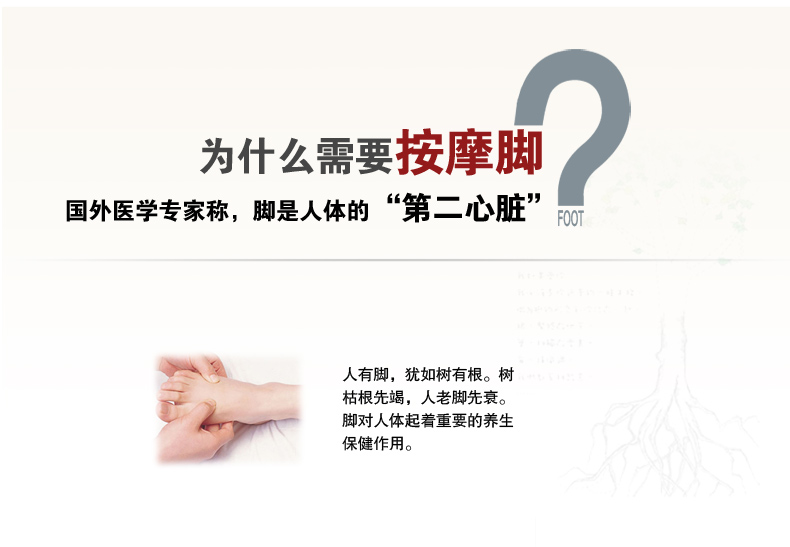 为什么需要按摩脚?
FOOT
国外医学专家称，脚是人体的“第二心脏”
人有脚，犹如树有根。树
枯根先竭，人老脚先衰。
脚对人体起着重要的养生
保健作用。